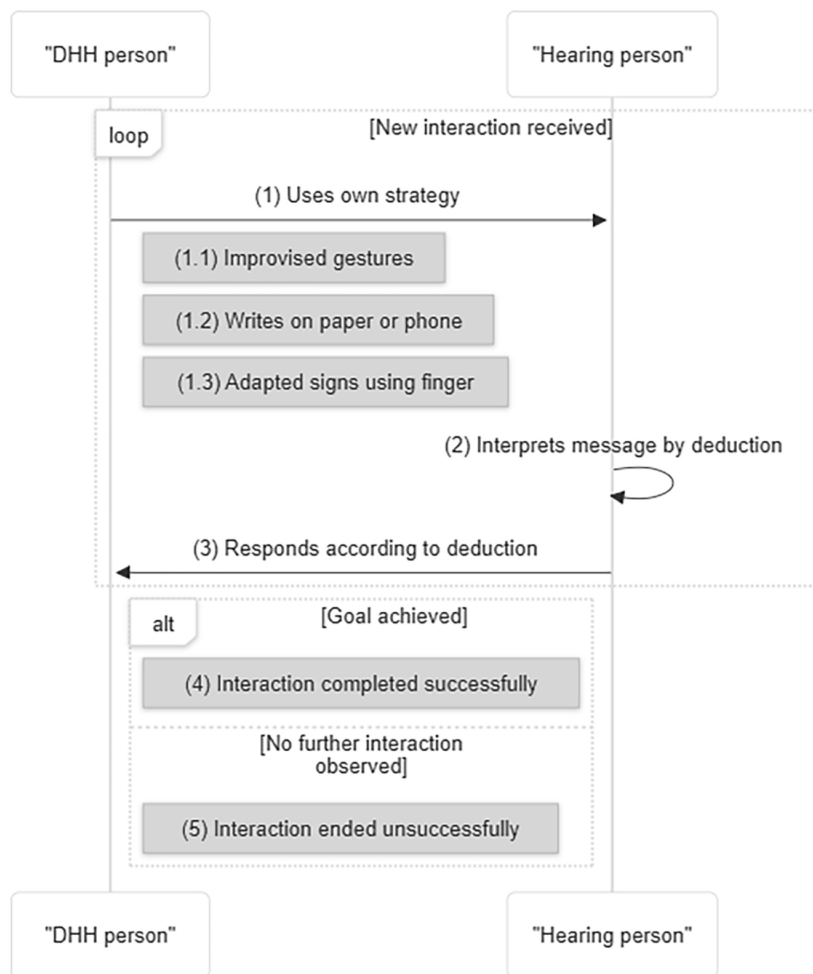 "DHH person"
"Hearing person"
loop
[New interaction received]
(1) Uses own strategy
(1.1) Improvised gestures
(1.2) Writes on paper or phone
(1.3) Adapted signs using finger
(2) Interprets message by deduction
(3) Responds according to deduction
alt
[Goal achieved]
(4) Interaction completed successfully
[No further interaction
observed]
(5) Interaction ended unsuccessfully
"DHH person"
"Hearing person"